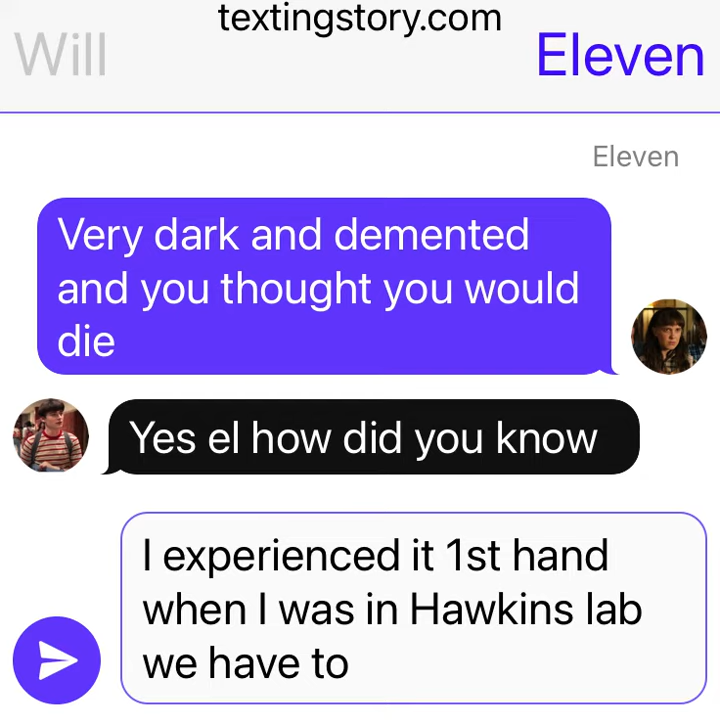 textingstory.com
Will
Eleven
Eleven
Very dark and demented
and you thought you would
die
Yes el how did you know
I experienced it 1st hand
when I was in Hawkins lab
we have to